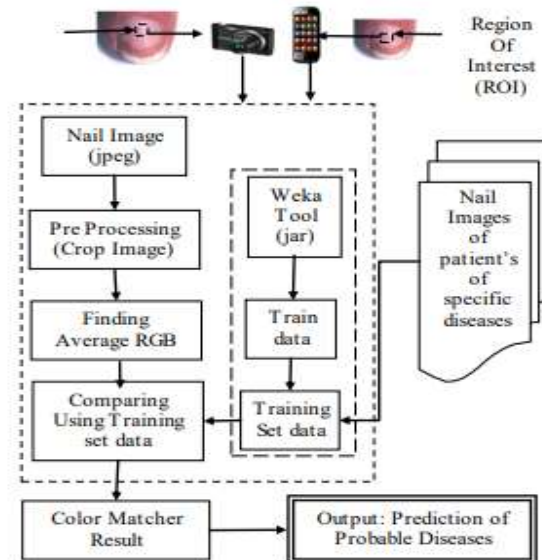 Region
Of
Interest
(ROI)
Nail Image
(jpeg)
Pre Processing
(Crop Image)
Finding
Average RGB
Comparing
Using Training
set data
Weka
Tool
(jar)
Train
data
Training
Set data
Nail
Images
of
patient's
of specific
diseases
Color Matcher
Result
Output: Prediction of
Probable Diseases